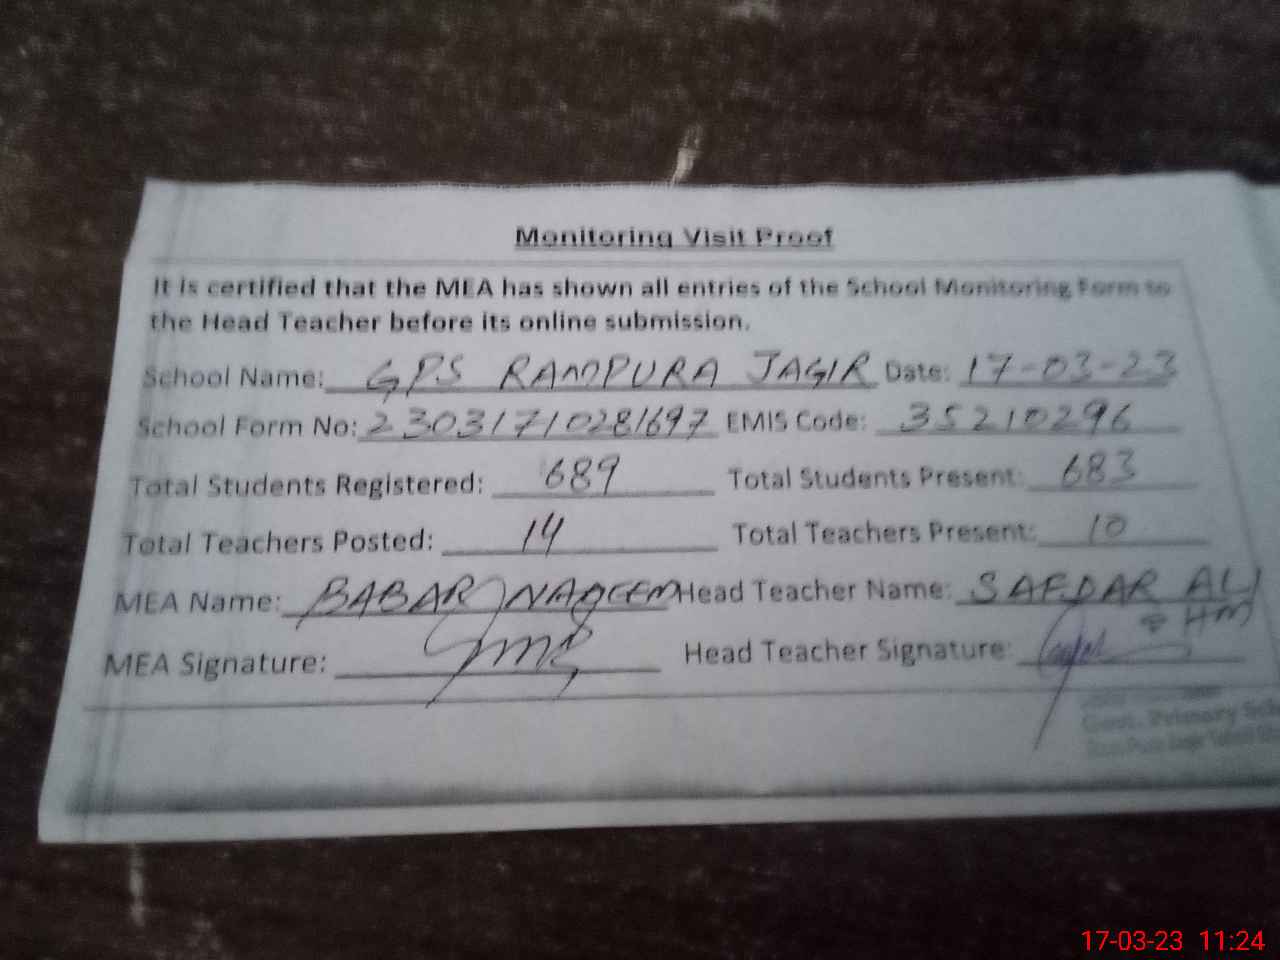 Monitoring Visit Proof
It is certified that the MEA has shown all entries of the School Monitoring Form to
the Head Teacher before its online submission.
School Name: GPS RAMPURA JAGIR Date: 17-03-23
School Form No: 23031710281697 EMIS Code: 35210296
Total Students Registered: 689 Total Students Present: 683
Total Teachers Posted: 14 Total Teachers Present: 10
MEA Name: BABAR NAQEEM Head Teacher Name: SAFDAR ALI
HM
MEA Signature: Head Teacher Signature:
Govt. Primary
17-03-23 11:24